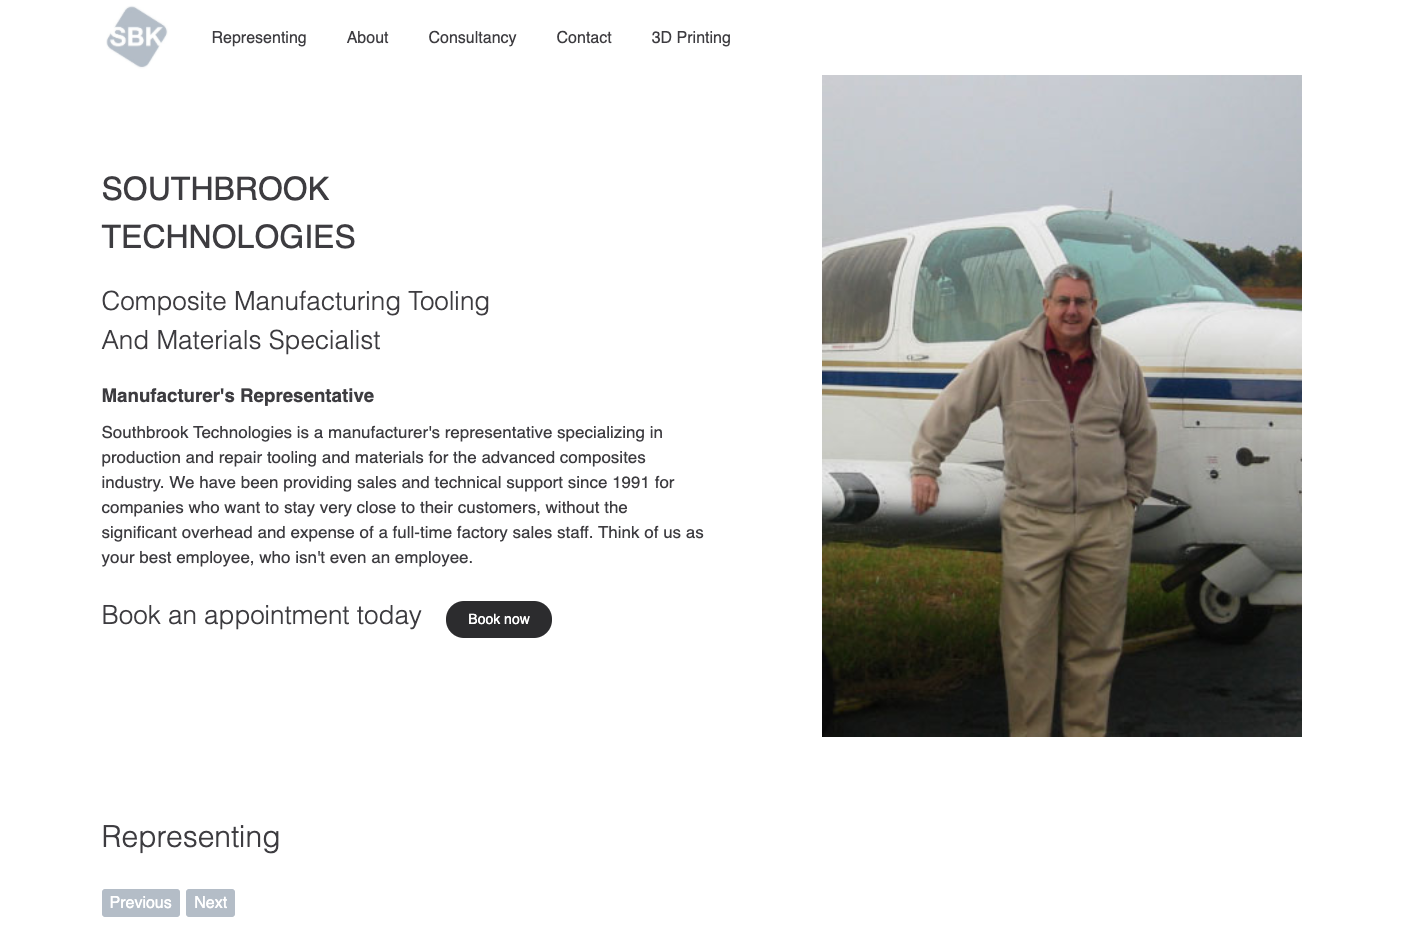 SBK
Representing
About
Consultancy
Contact
3D Printing
SOUTHBROOK
TECHNOLOGIES
Composite Manufacturing Tooling
And Materials Specialist
Manufacturer's Representative
Southbrook Technologies is a manufacturer's representative specializing in
production and repair tooling and materials for the advanced composites
industry. We have been providing sales and technical support since 1991 for
companies who want to stay very close to their customers, without the
significant overhead and expense of a full-time factory sales staff. Think of us as
your best employee, who isn't even an employee.
Book an appointment today
Book now
Representing
Previous
Next